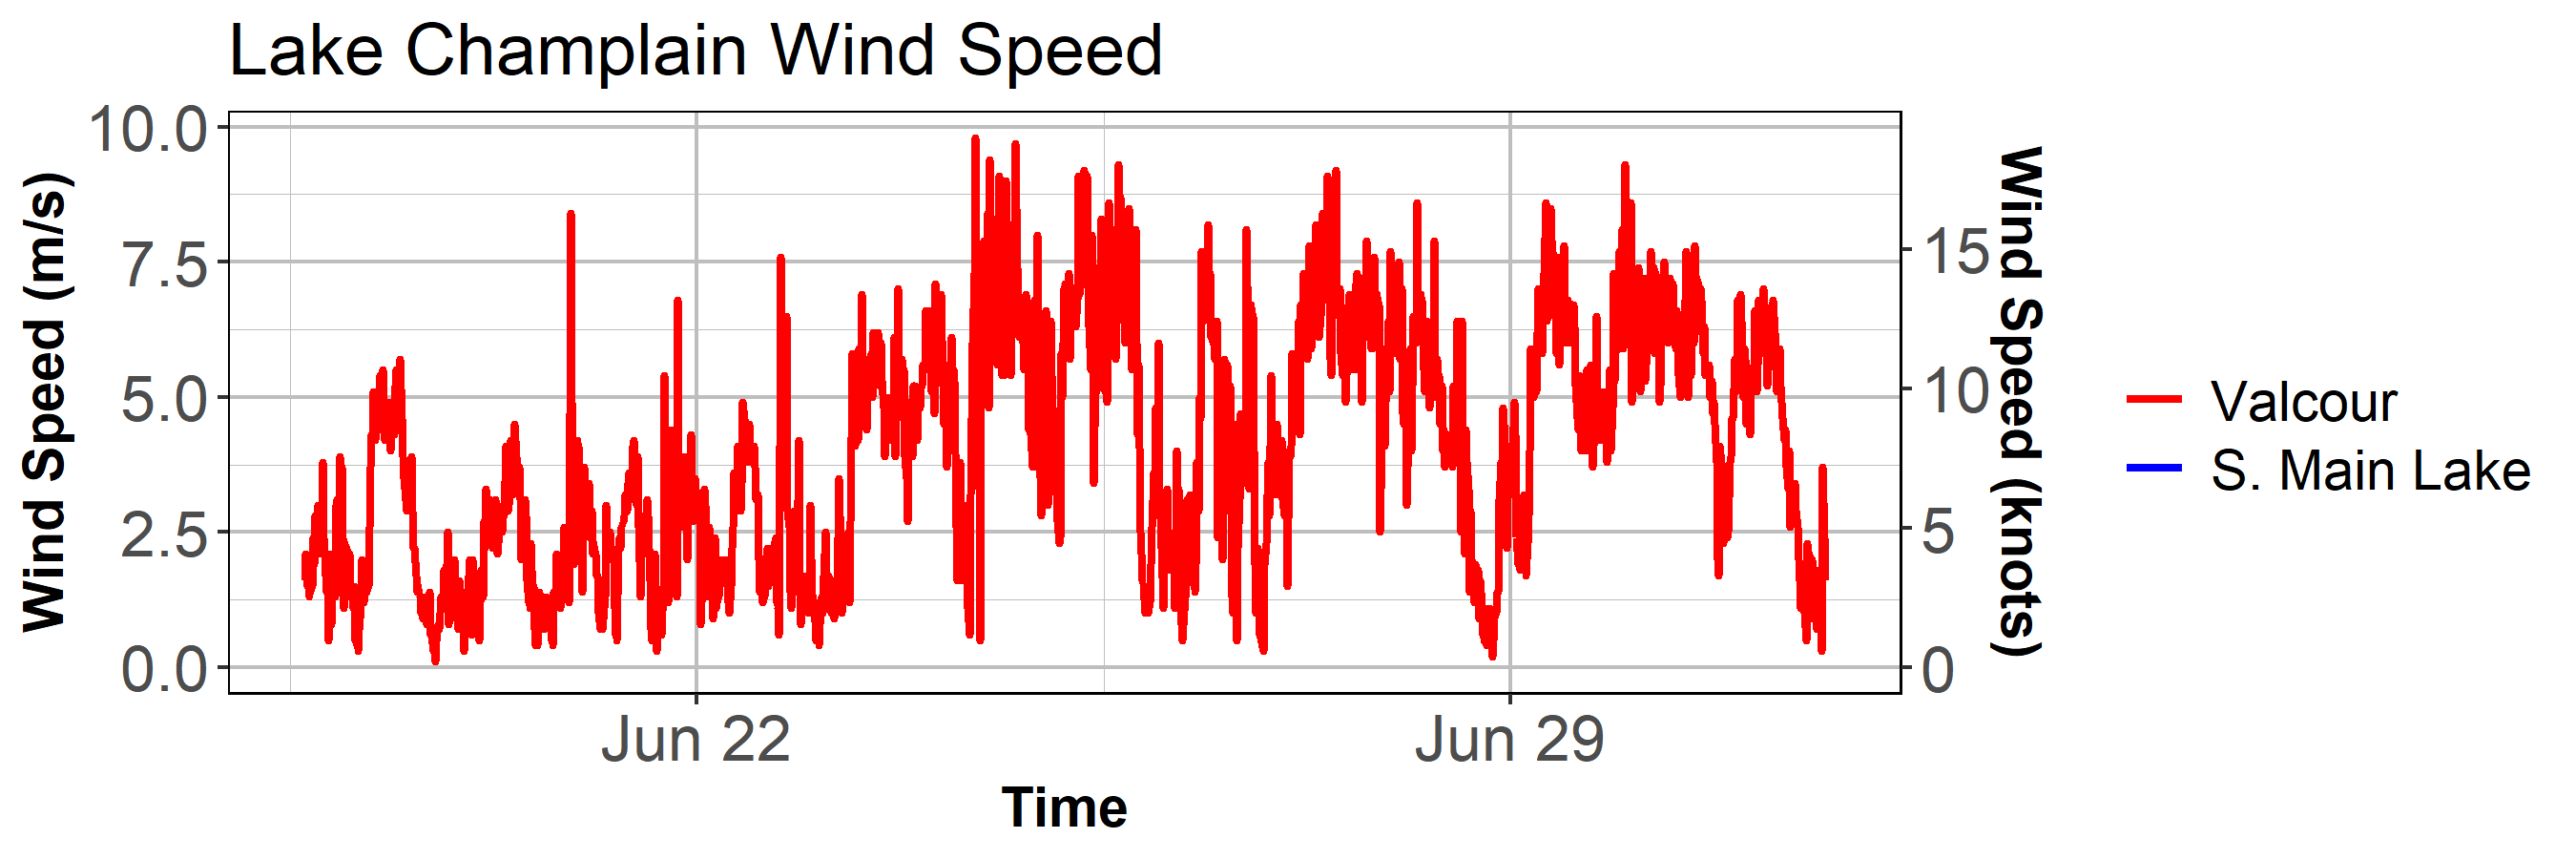 Lake Champlain Wind Speed
Wind Speed (m/s)
10.0
7.5
5.0
2.5
0.0
Jun 22
Jun 29
Time
15
10
5
0
Wind Speed (knots)
Valcour
S. Main Lake